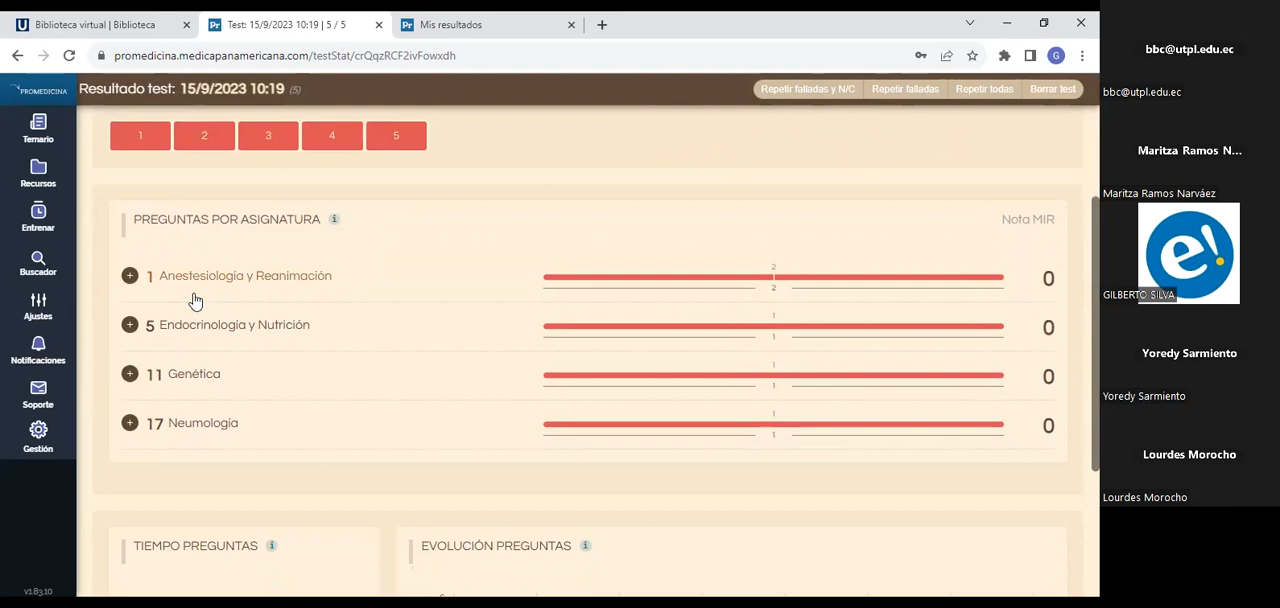 Biblioteca virtual | Biblioteca
Test: 15/9/2023 10:19 | 5 / 5
Mis resultados
promedicina.medicapanamericana.com/testStat/crQqzRCF2ivFowxdh
G
PROMEDICINA
Resultado test: 15/9/2023 10:19 (5)
Repetir falladas y N/C
Repetir falladas
Repetir todas
Borrar test
Temario
Recursos
Entrenar
Buscador
Ajustes
Notificaciones
Soporte
Gestión
v1.83.10
1 2 3 4 5
PREGUNTAS POR ASIGNATURA i
Nota MIR
+ 1 Anestesiología y Reanimación 2 2 0
+ 5 Endocrinología y Nutrición 1 1 0
+ 11 Genética 1 1 0
+ 17 Neumología 1 1 0
TIEMPO PREGUNTAS i
EVOLUCIÓN PREGUNTAS i
bbc@utpl.edu.ec
bbc@utpl.edu.ec
Maritza Ramos N...
Maritza Ramos Narváez
e!
GILBERTO SILVA
Yoredy Sarmiento
Yoredy Sarmiento
Lourdes Morocho
Lourdes Morocho